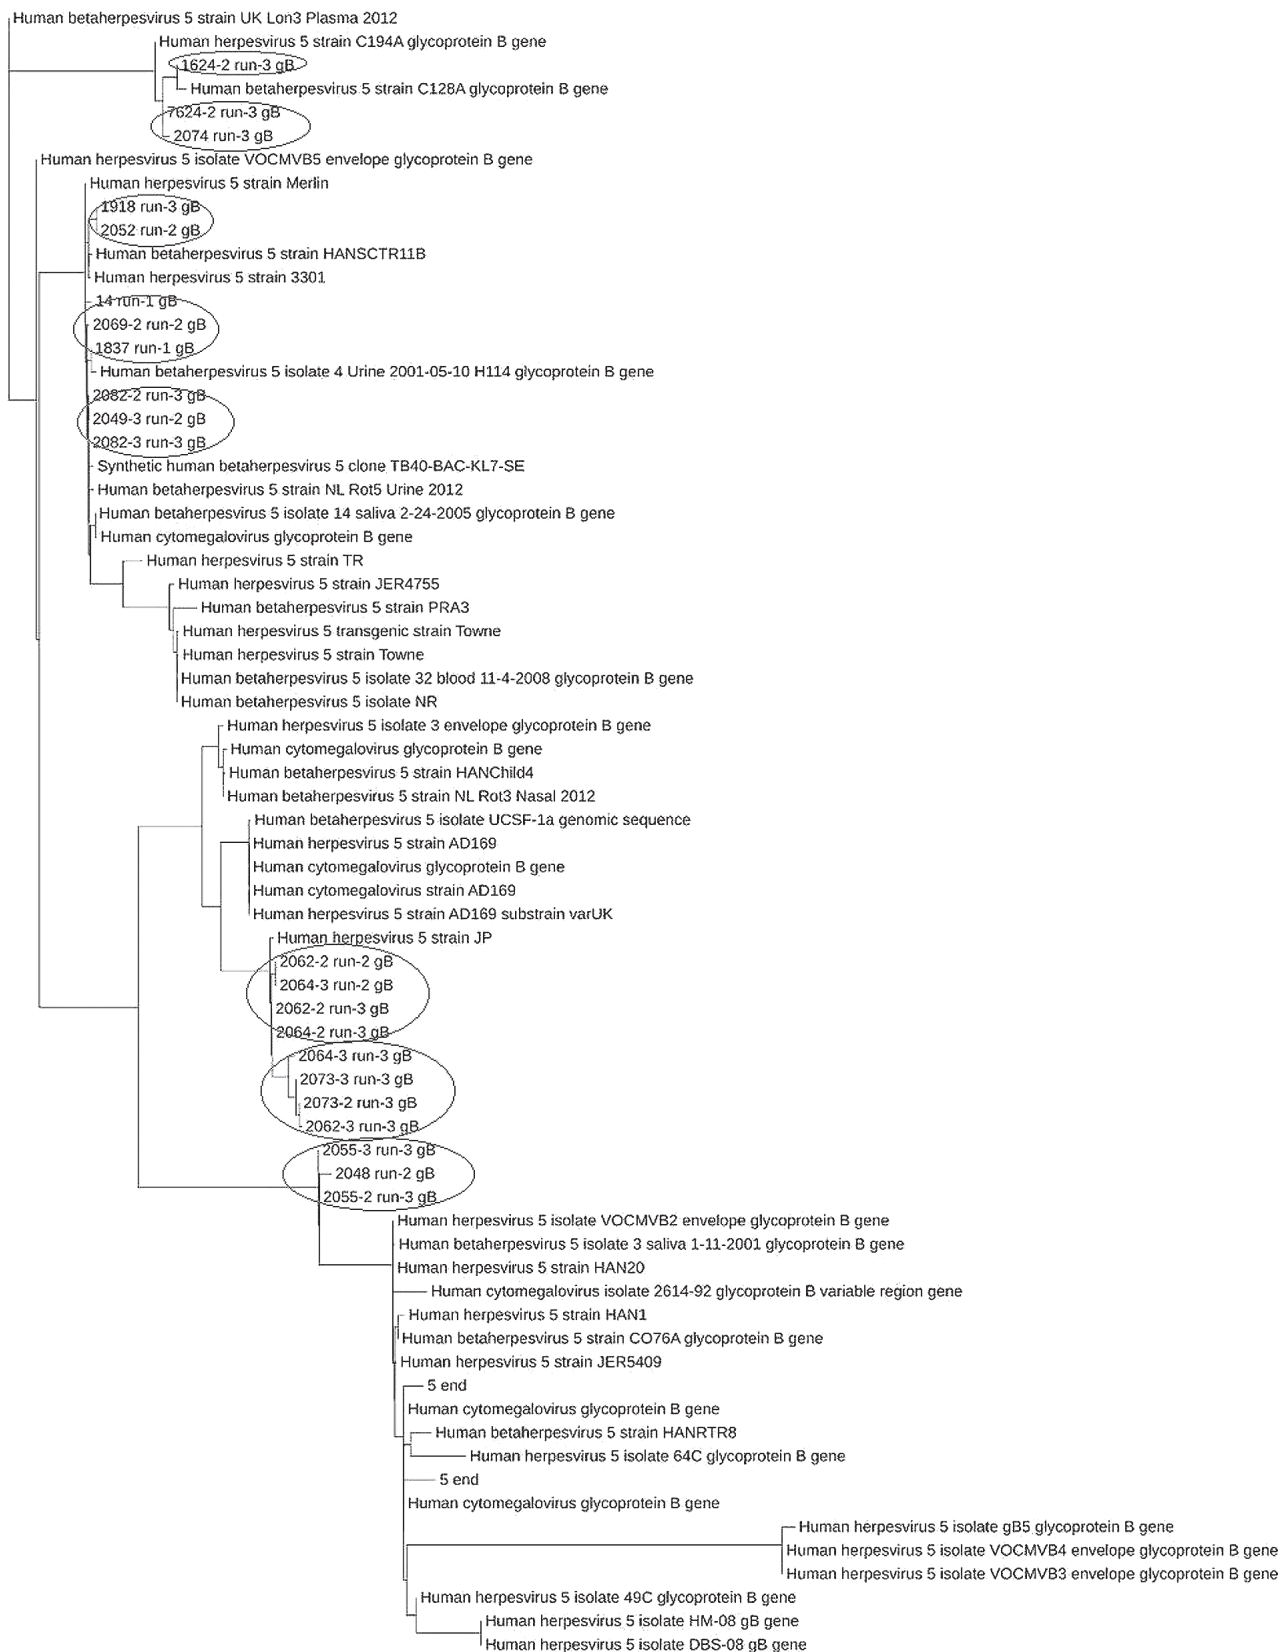 Human betaherpesvirus 5 strain UK Lon3 Plasma 2012
Human herpesvirus 5 strain C194A glycoprotein B gene
1624-2 run-3 gB
Human betaherpesvirus 5 strain C128A glycoprotein B gene
7624-2 run-3 gB
2074 run-3 gB
Human herpesvirus 5 isolate VOCMVB5 envelope glycoprotein B gene
Human herpesvirus 5 strain Merlin
1918 run-3 gB
2052 run-2 gB
Human betaherpesvirus 5 strain HANSCTR11B
Human herpesvirus 5 strain 3301
14 run-1 gB
2069-2 run-2 gB
1837 run-1 gB
Human betaherpesvirus 5 isolate 4 Urine 2001-05-10 H114 glycoprotein B gene
2082-2 run-3 gB
2049-3 run-2 gB
2082-3 run-3 gB
Synthetic human betaherpesvirus 5 clone TB40-BAC-KL7-SE
Human betaherpesvirus 5 strain NL Rot5 Urine 2012
Human betaherpesvirus 5 isolate 14 saliva 2-24-2005 glycoprotein B gene
Human cytomegalovirus glycoprotein B gene
Human herpesvirus 5 strain TR
Human herpesvirus 5 strain JER4755
Human betaherpesvirus 5 strain PRA3
Human herpesvirus 5 transgenic strain Towne
Human herpesvirus 5 strain Towne
Human betaherpesvirus 5 isolate 32 blood 11-4-2008 glycoprotein B gene
Human betaherpesvirus 5 isolate NR
Human herpesvirus 5 isolate 3 envelope glycoprotein B gene
Human cytomegalovirus glycoprotein B gene
Human betaherpesvirus 5 strain HANChild4
Human betaherpesvirus 5 strain NL Rot3 Nasal 2012
Human betaherpesvirus 5 isolate UCSF-1a genomic sequence
Human herpesvirus 5 strain AD169
Human cytomegalovirus glycoprotein B gene
Human cytomegalovirus strain AD169
Human herpesvirus 5 strain AD169 substrain varUK
Human herpesvirus 5 strain JP
2062-2 run-2 gB
2064-3 run-2 gB
2062-2 run-3 gB
2064-2 run-3 gB
2064-3 run-3 gB
2073-3 run-3 gB
2073-2 run-3 gB
2062-3 run-3 gB
2055-3 run-3 gB
2048 run-2 gB
2055-2 run-3 gB
Human herpesvirus 5 isolate VOCMVB2 envelope glycoprotein B gene
Human betaherpesvirus 5 isolate 3 saliva 1-11-2001 glycoprotein B gene
Human herpesvirus 5 strain HAN20
Human cytomegalovirus isolate 2614-92 glycoprotein B variable region gene
Human herpesvirus 5 strain HAN1
Human betaherpesvirus 5 strain CO76A glycoprotein B gene
Human herpesvirus 5 strain JER5409
5 end
Human cytomegalovirus glycoprotein B gene
Human betaherpesvirus 5 strain HANRTR8
Human herpesvirus 5 isolate 64C glycoprotein B gene
5 end
Human cytomegalovirus glycoprotein B gene
Human herpesvirus 5 isolate gB5 glycoprotein B gene
Human herpesvirus 5 isolate VOCMVB4 envelope glycoprotein B gene
Human herpesvirus 5 isolate VOCMVB3 envelope glycoprotein B gene
Human herpesvirus 5 isolate 49C glycoprotein B gene
Human herpesvirus 5 isolate HM-08 gB gene
Human herpesvirus 5 isolate DBS-08 gB gene